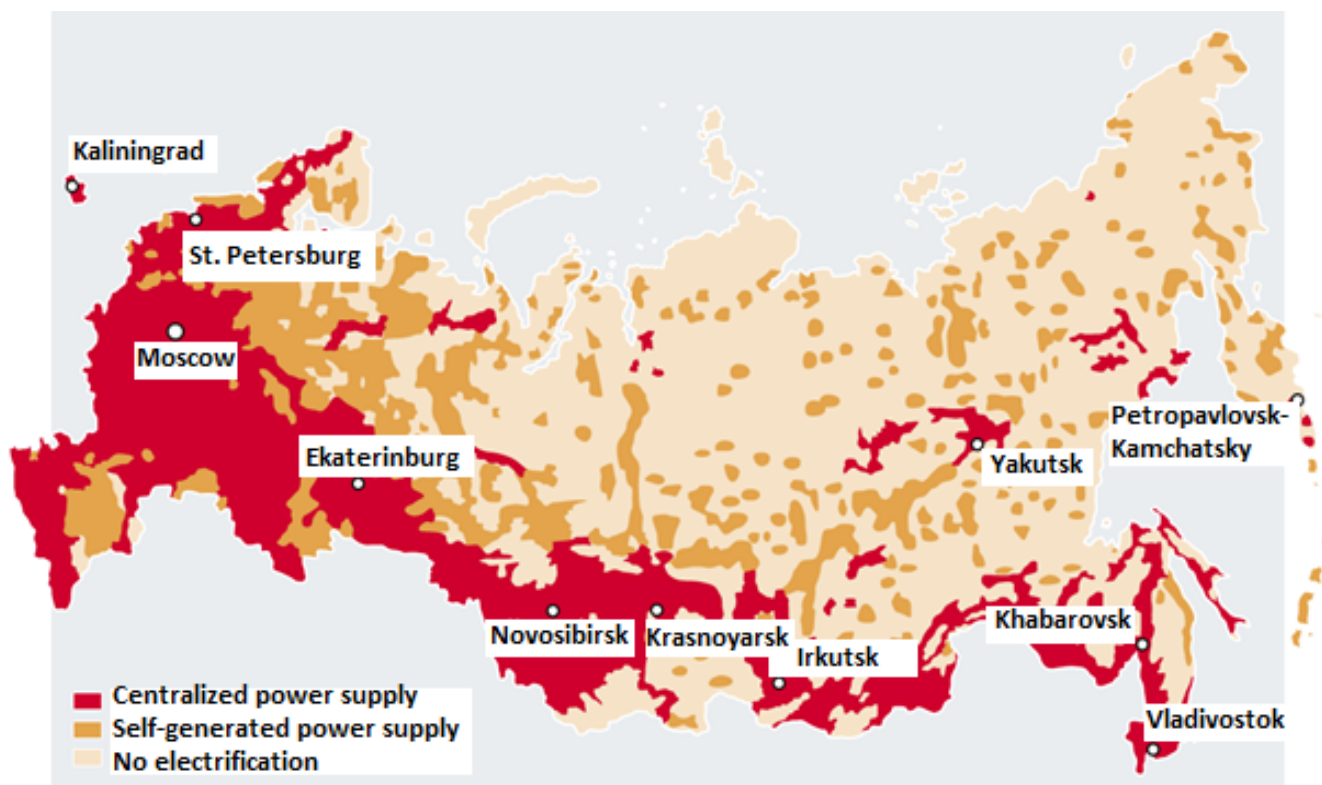 Kaliningrad
St. Petersburg
Moscow
Ekaterinburg
Petropavlovsk-
Kamchatsky
Yakutsk
Novosibirsk
Krasnoyarsk
Irkutsk
Khabarovsk
Vladivostok
Centralized power supply
Self-generated power supply
No electrification